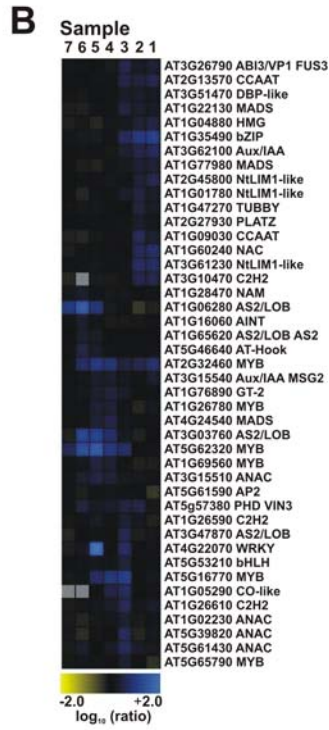 B
Sample
7 6 5 4 3 2 1
AT3G26790 ABI3/VP1 FUS3
AT2G13570 CCAAT
AT3G51470 DBP-like
AT1G22130 MADS
AT1G04880 HMG
AT1G35490 bZIP
AT3G62100 Aux/IAA
AT1G77980 MADS
AT2G45800 NtLIM1-like
AT1G01780 NtLIM1-like
AT1G47270 TUBBY
AT2G27930 PLATZ
AT1G09030 CCAAT
AT1G60240 NAC
AT3G61230 NtLIM1-like
AT3G10470 C2H2
AT1G28470 NAM
AT1G06280 AS2/LOB
AT1G16060 AINT
AT1G65620 AS2/LOB AS2
AT5G46640 AT-Hook
AT2G32460 MYB
AT3G15540 Aux/IAA MSG2
AT1G76890 GT-2
AT1G26780 MYB
AT4G24540 MADS
AT3G03760 AS2/LOB
AT5G62320 MYB
AT1G69560 MYB
AT3G15510 ANAC
AT5G61590 AP2
AT5g57380 PHD VIN3
AT1G26590 C2H2
AT3G47870 AS2/LOB
AT4G22070 WRKY
AT5G53210 bHLH
AT5G16770 MYB
AT1G05290 CO-like
AT1G26610 C2H2
AT1G02230 ANAC
AT5G39820 ANAC
AT5G61430 ANAC
AT5G65790 MYB
-2.0 +2.0
log10 (ratio)